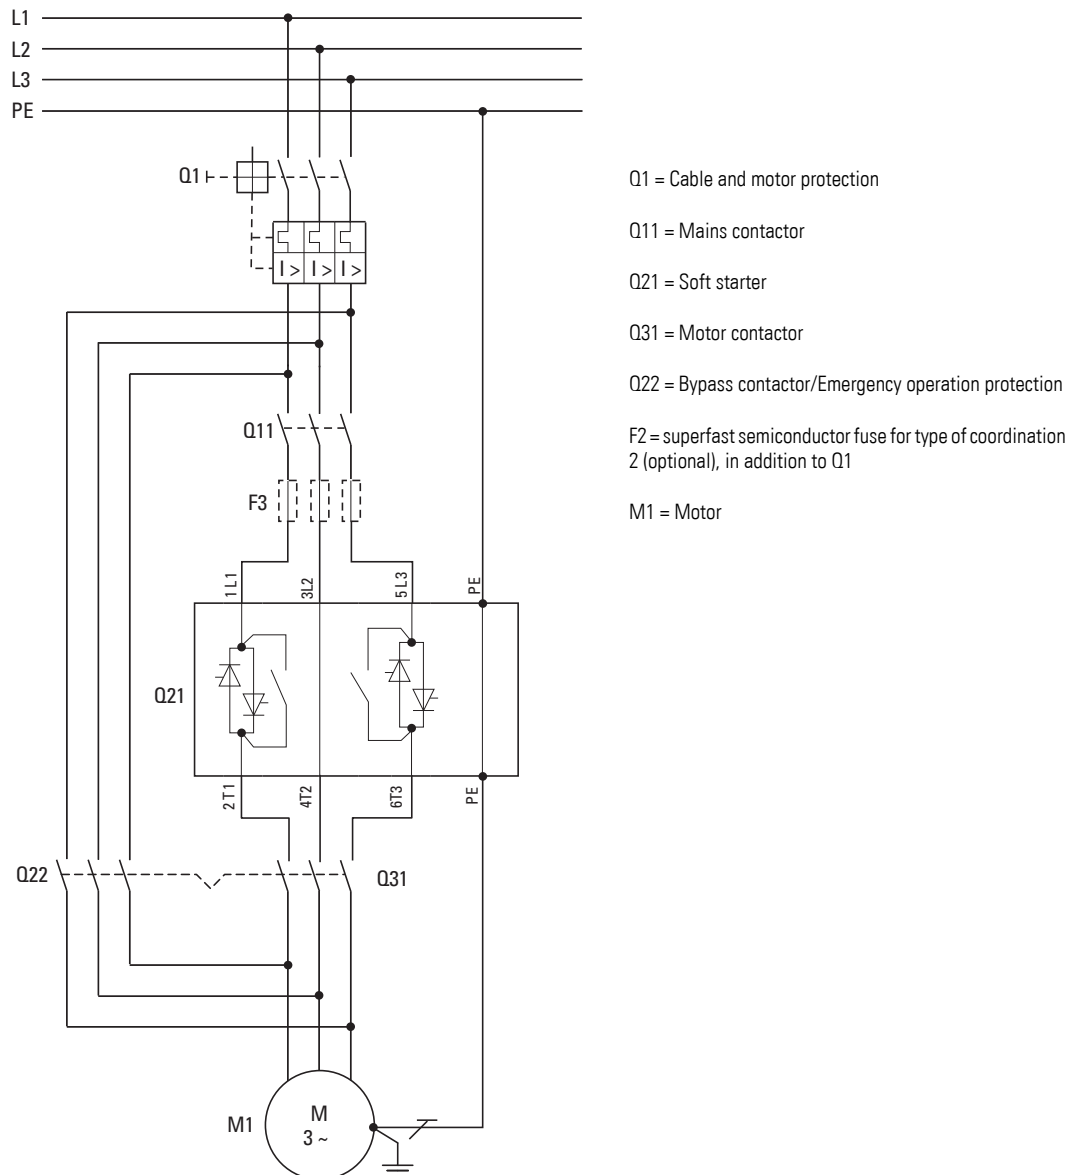 L1
L2
L3
PE
Q1
I > I > I >
Q11
F3
1 L1
3L2
5 L3
PE
Q21
2 T1
4T2
6T3
PE
Q22
Q31
M1
M
3 ~
Q1 = Cable and motor protection
Q11 = Mains contactor
Q21 = Soft starter
Q31 = Motor contactor
Q22 = Bypass contactor/Emergency operation protection
F2 = superfast semiconductor fuse for type of coordination
2 (optional), in addition to Q1
M1 = Motor